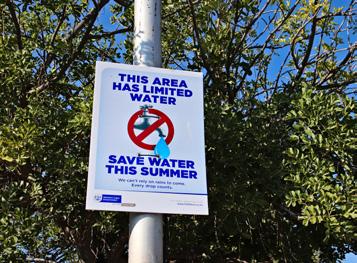 THIS AREA
HAS LIMITED
WATER
SAVE WATER
THIS SUMMER
We can't rely on rains to come.
Every drop counts.